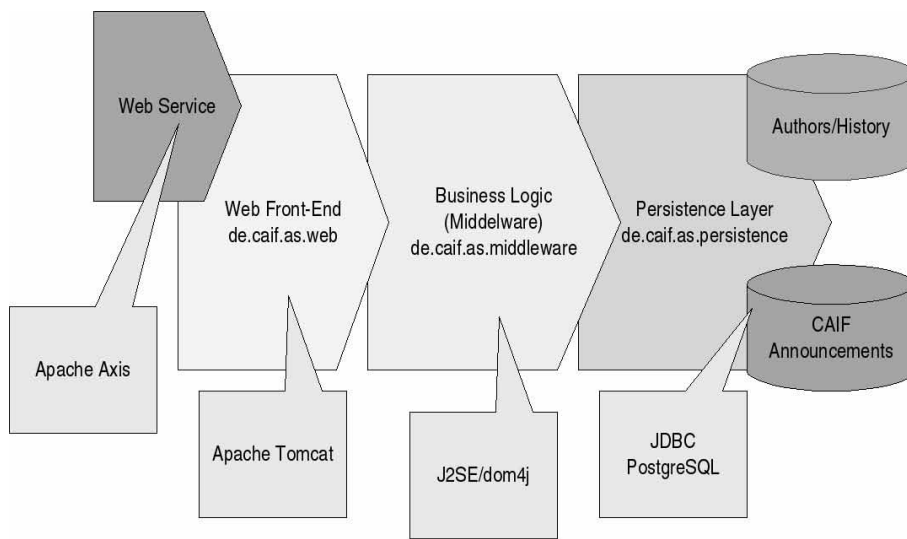 Web Service
Authors/History
Web Front-End
de.caif.as.web
Business Logic
(Middelware)
de.caif.as.middleware
Persistence Layer
de.caif.as.persistence
CAIF
Announcements
Apache Axis
Apache Tomcat
J2SE/dom4j
JDBC
PostgreSQL